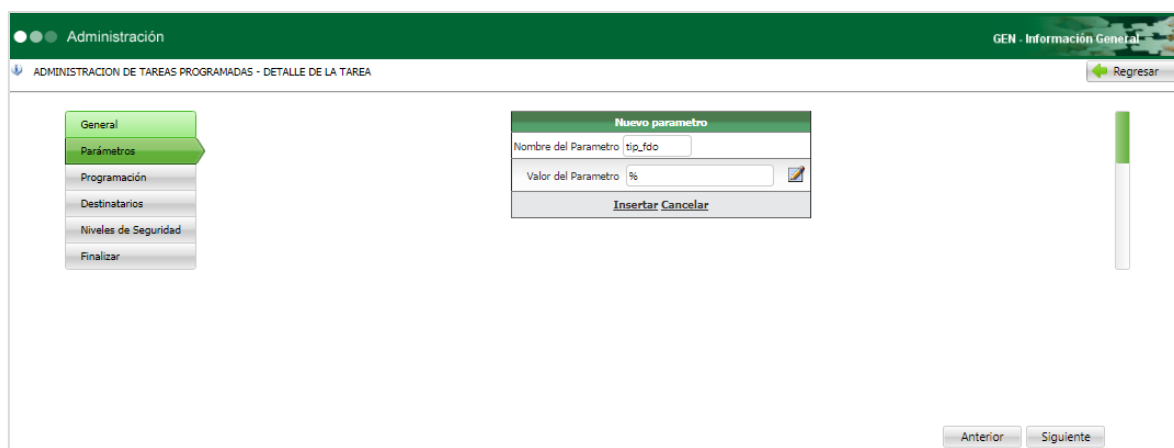 Administración
GEN - Información General
ADMINISTRACION DE TAREAS PROGRAMADAS - DETALLE DE LA TAREA
Regresar
General
Parámetros
Programación
Destinatarios
Niveles de Seguridad
Finalizar
Nuevo parametro
Nombre del Parametro tip_fdo
Valor del Parametro %
Insertar Cancelar
Anterior Siguiente